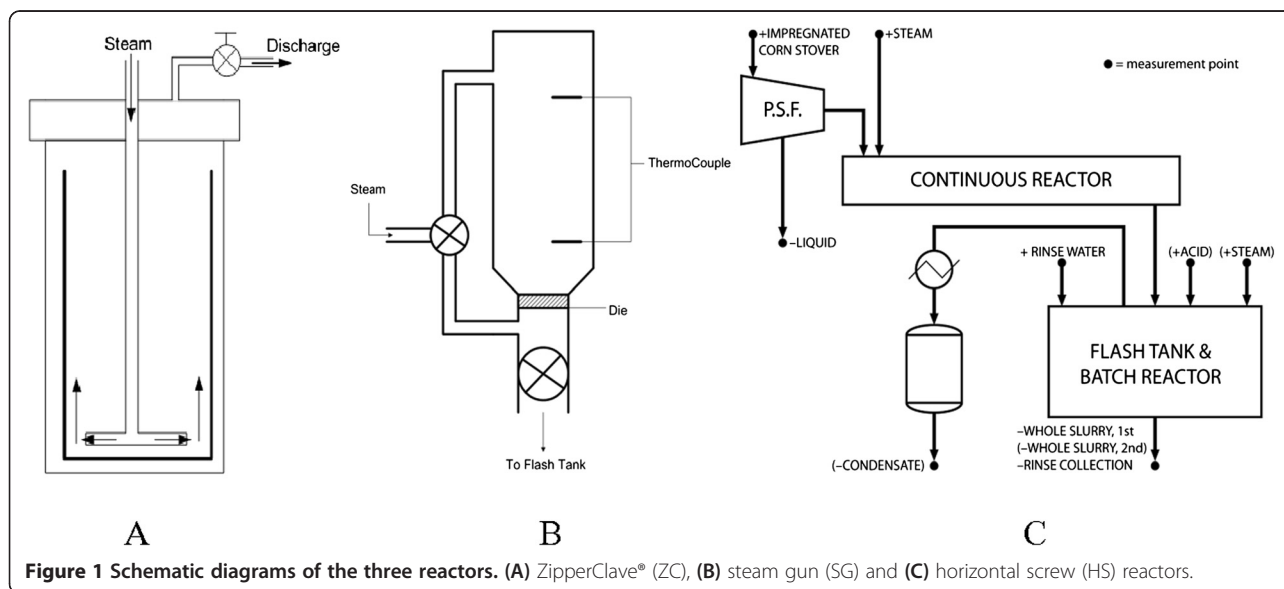 Steam
Discharge
A
Steam
ThermoCouple
Die
To Flash Tank
B
+IMPREGNATED
CORN STOVER
+STEAM
● = measurement point
P.S.F.
CONTINUOUS REACTOR
–LIQUID
+ RINSE WATER
(+ACID)
(+STEAM)
FLASH TANK &
BATCH REACTOR
–WHOLE SLURRY, 1st
(–WHOLE SLURRY, 2nd)
–RINSE COLLECTION
(–CONDENSATE)
C
Figure 1 Schematic diagrams of the three reactors. (A) ZipperClave® (ZC), (B) steam gun (SG) and (C) horizontal screw (HS) reactors.